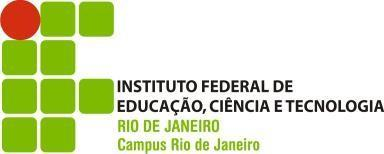 INSTITUTO FEDERAL DE
EDUCAÇÃO, CIÊNCIA E TECNOLOGIA
RIO DE JANEIRO
Campus Rio de Janeiro